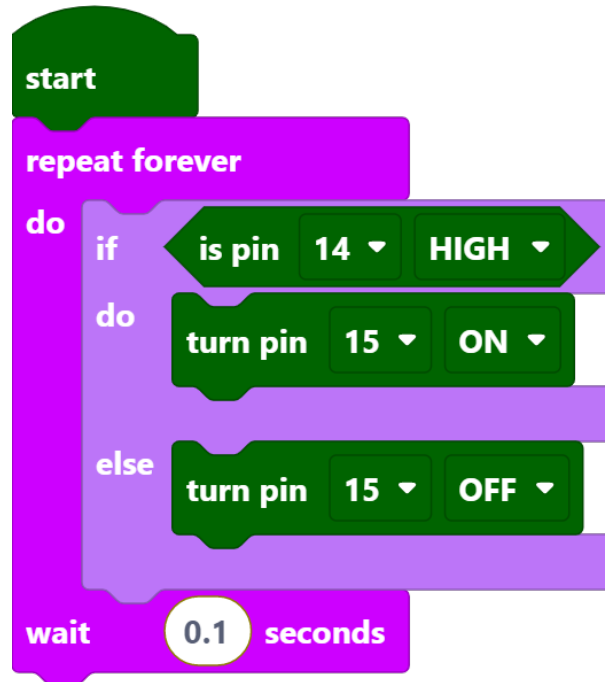 start
repeat forever
do
if is pin 14 HIGH
do
turn pin 15 ON
else
turn pin 15 OFF
wait 0.1 seconds